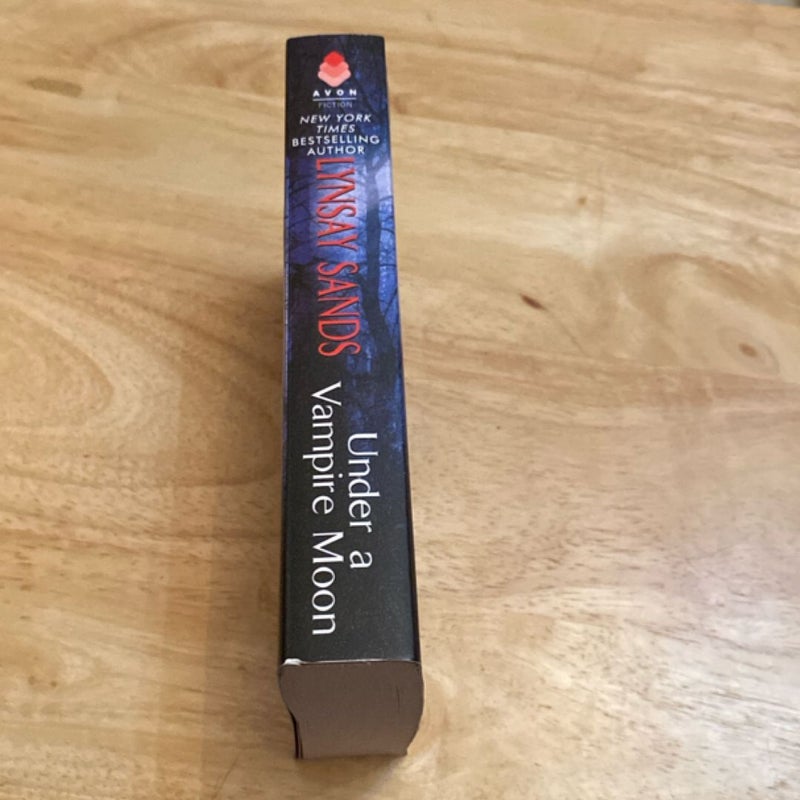 AVON
FICTION
NEW YORK
TIMES
BESTSELLING
AUTHOR
LYNSAY SANDS
Under a
Vampire Moon